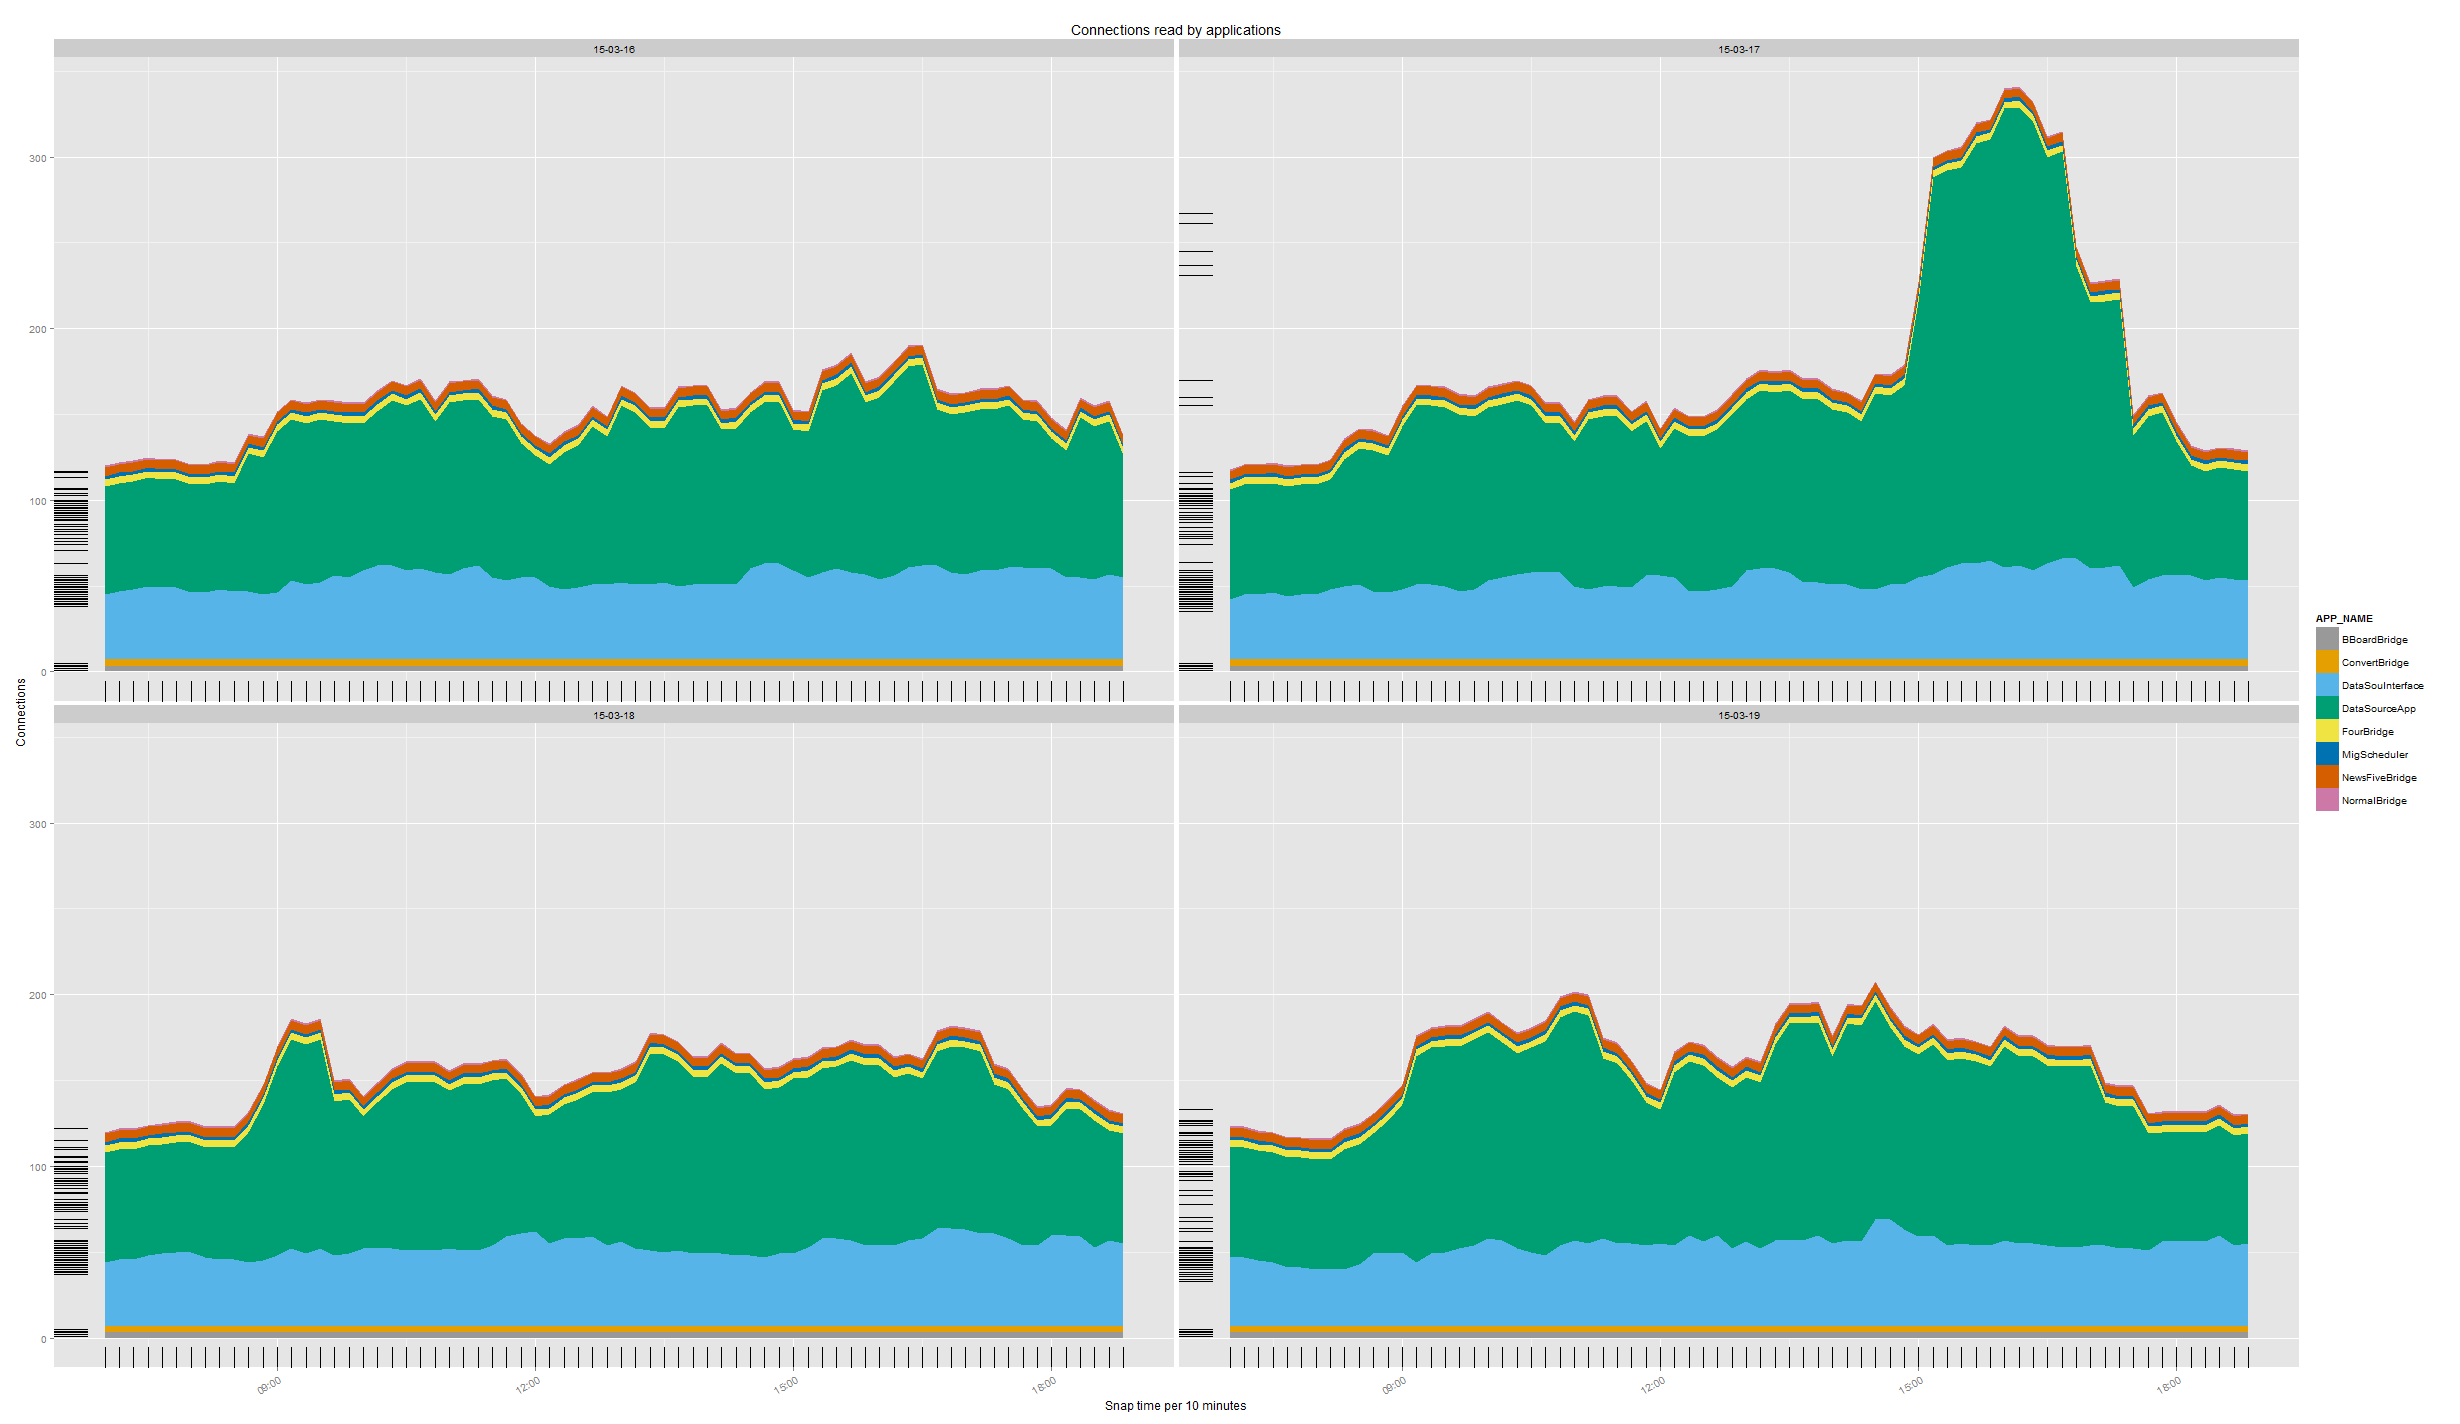 Connections read by applications
15-03-16
15-03-17
300
200
100
0
15-03-18
15-03-19
300
200
100
0
09:00
12:00
15:00
18:00
09:00
12:00
15:00
18:00
Connections
Snap time per 10 minutes
APP_NAME
BBoardBridge
ConvertBridge
DataSouInterface
DataSourceApp
FourBridge
MigScheduler
NewsFiveBridge
NormalBridge